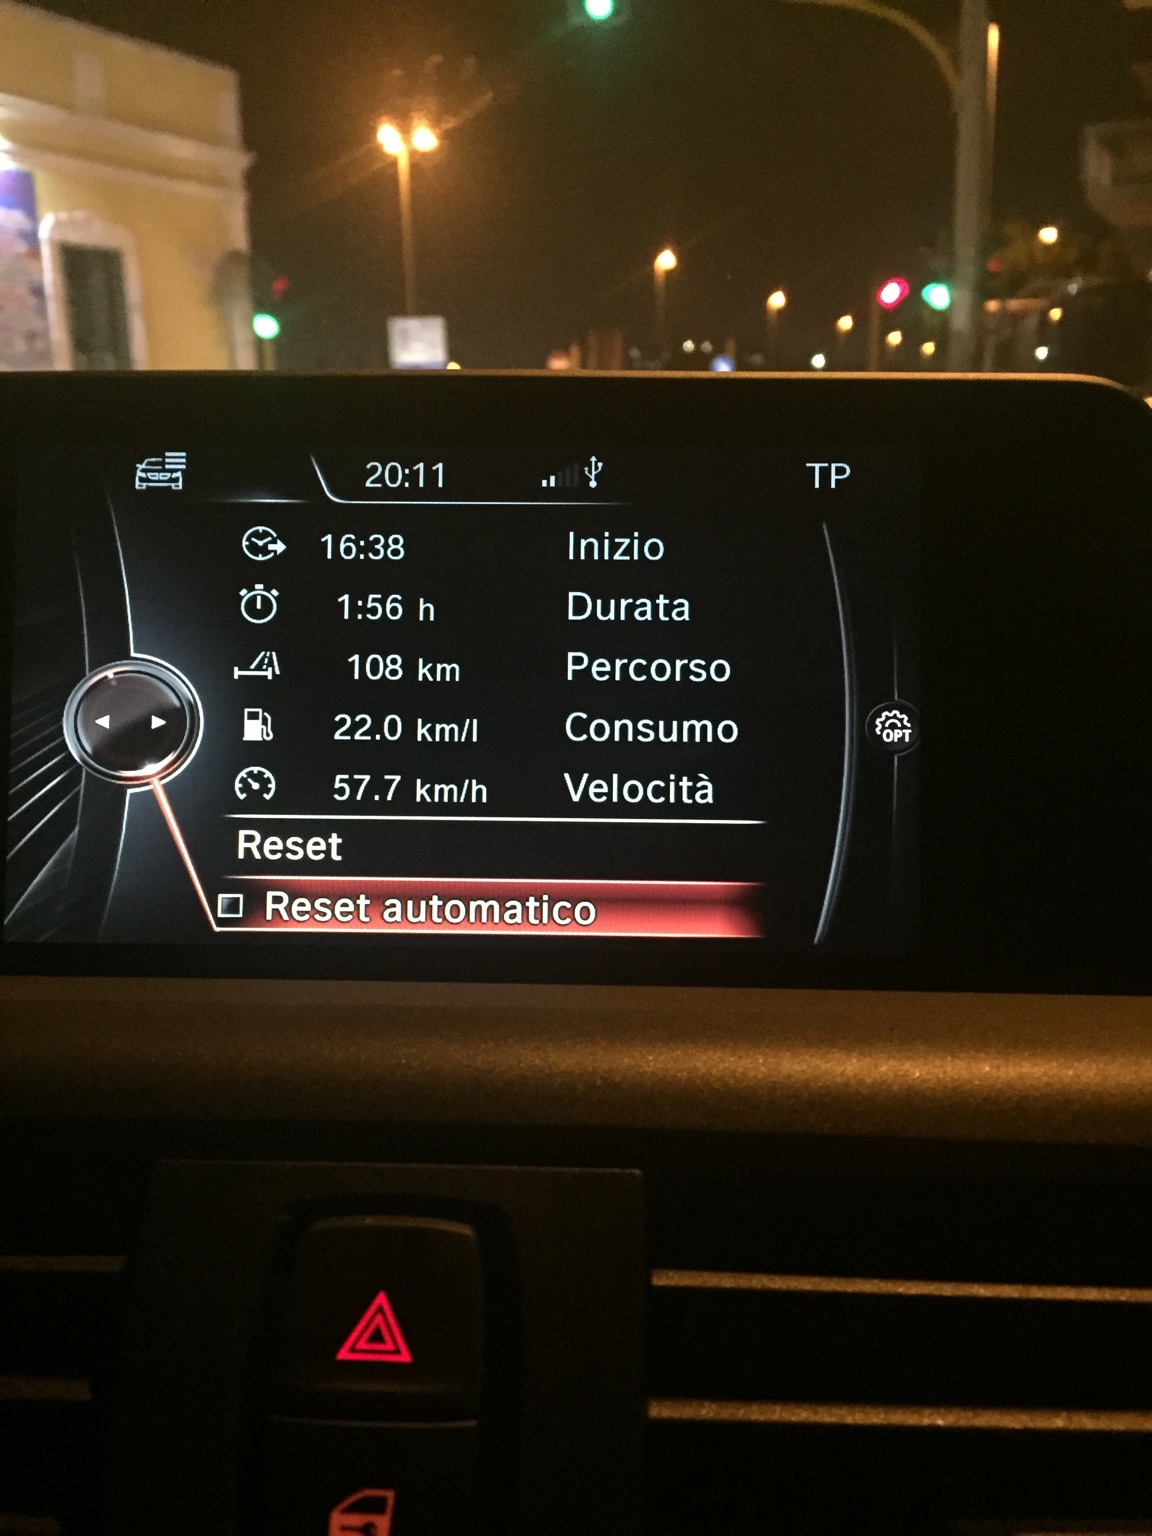 20:11 TP
16:38 Inizio
1:56 h Durata
108 km Percorso
22.0 km/l Consumo
57.7 km/h Velocità
OPT
Reset
Reset automatico